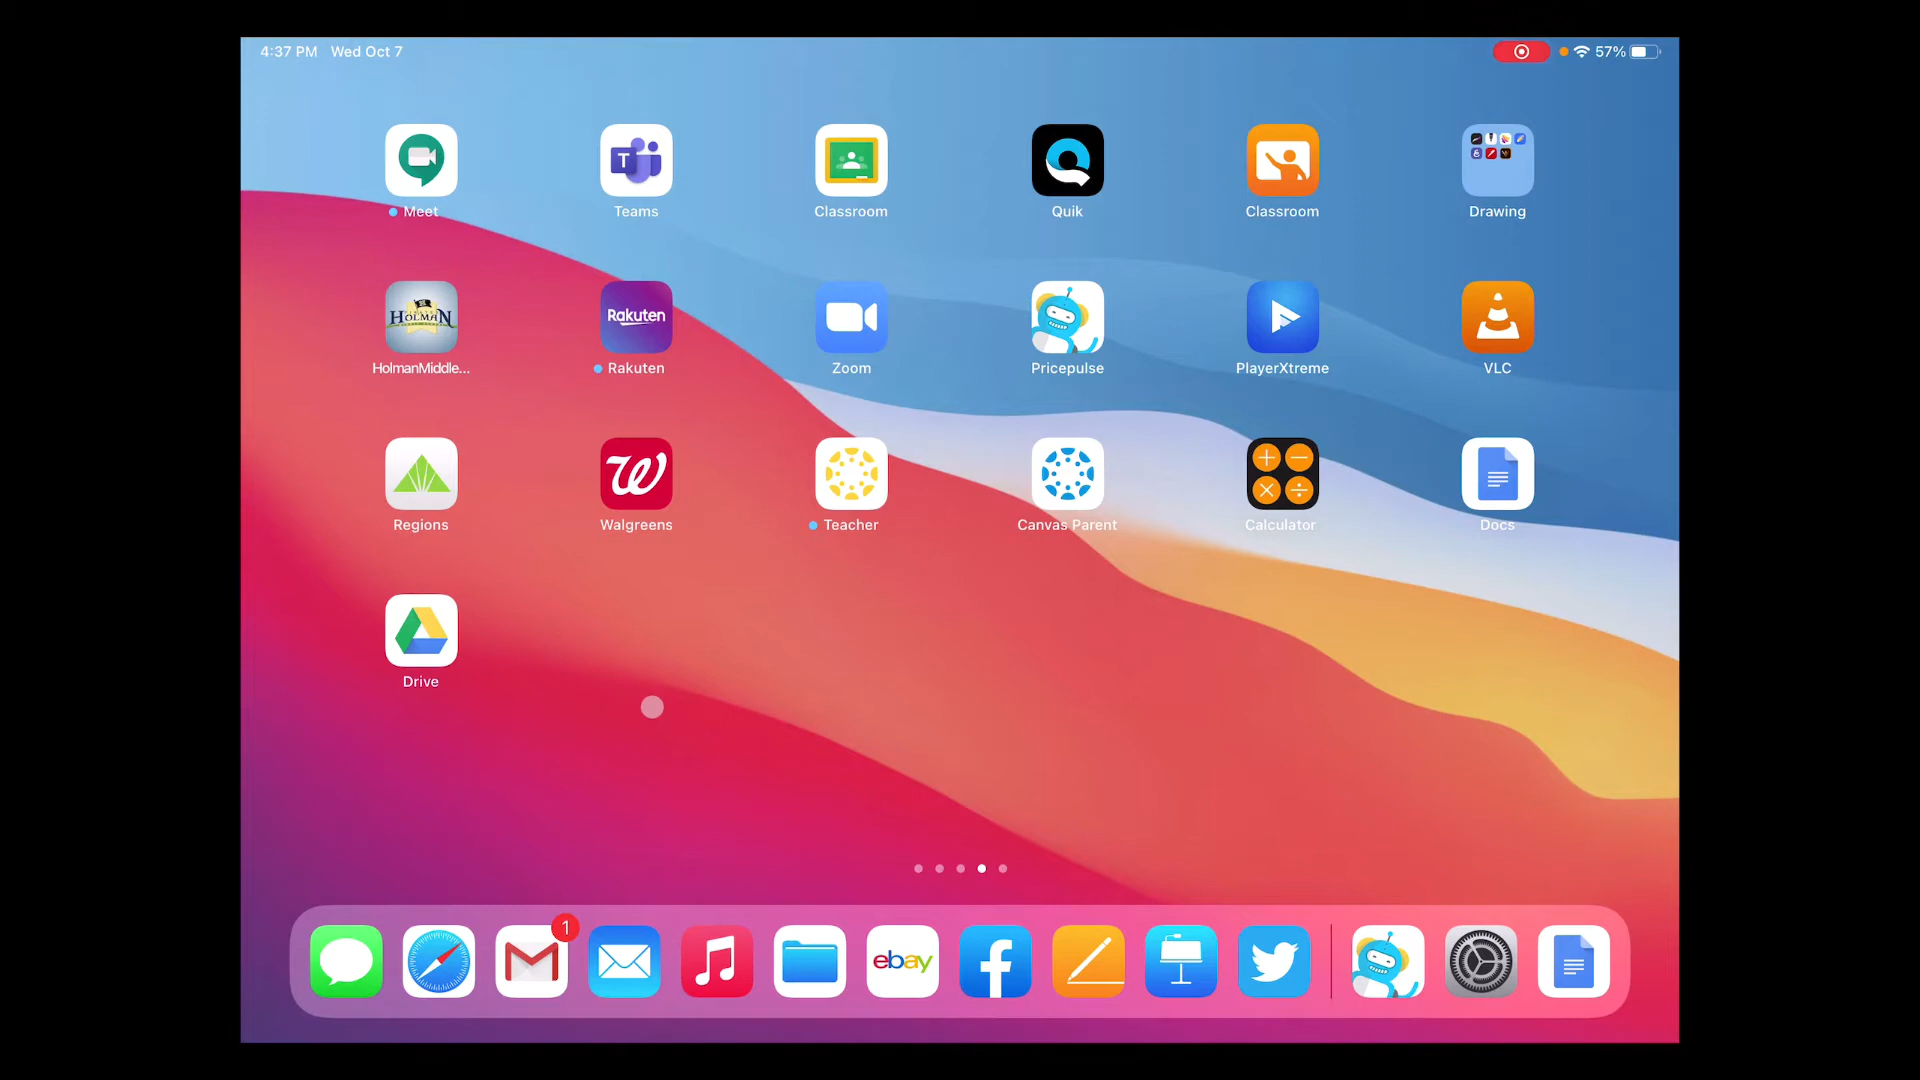 4:37 PM Wed Oct 7 57%
Meet Teams Classroom Quik Classroom Drawing
HOLMAN Rakuten
HolmanMiddle... Rakuten Zoom Pricepulse PlayerXtreme VLC
Regions Walgreens Teacher Canvas Parent Calculator Docs
Drive
1
ebay